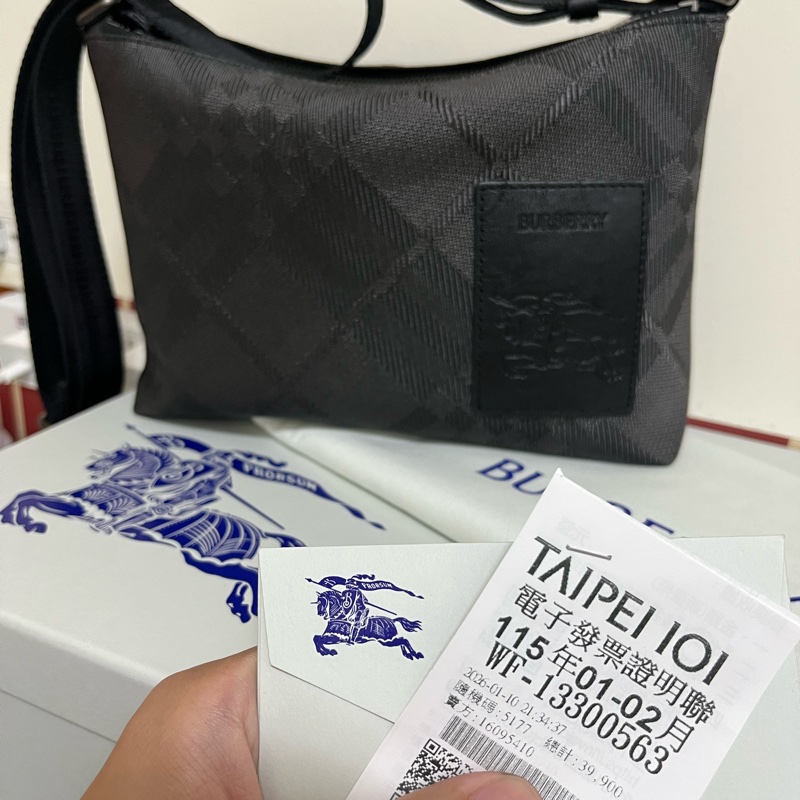 BURBERRY
PRORSUM
BU
PRORSUM
TAIPEI 101
電子發票證明聯
115年01-02月
WF-13300563
2026-01-10 21:34:37
隨機碼:5177 總計:39,900
賣方:16095410